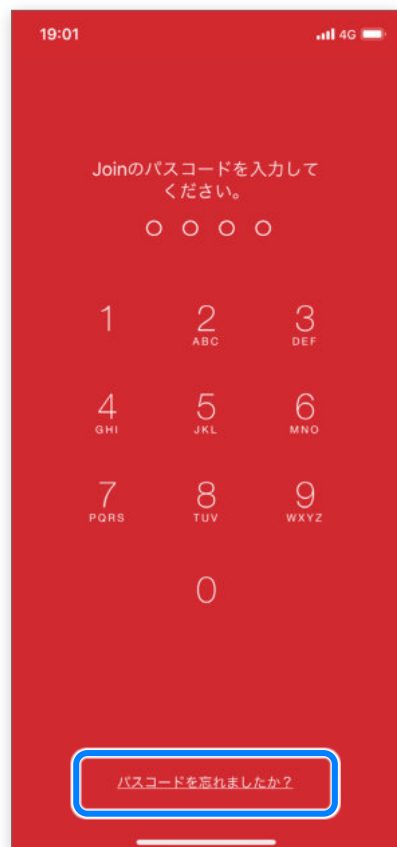 19:01 4G
Joinのパスコードを入力して
ください。
1 2 3
ABC DEF
4 5 6
GHI JKL MNO
7 8 9
PQRS TUV WXYZ
0
パスコードを忘れましたか？